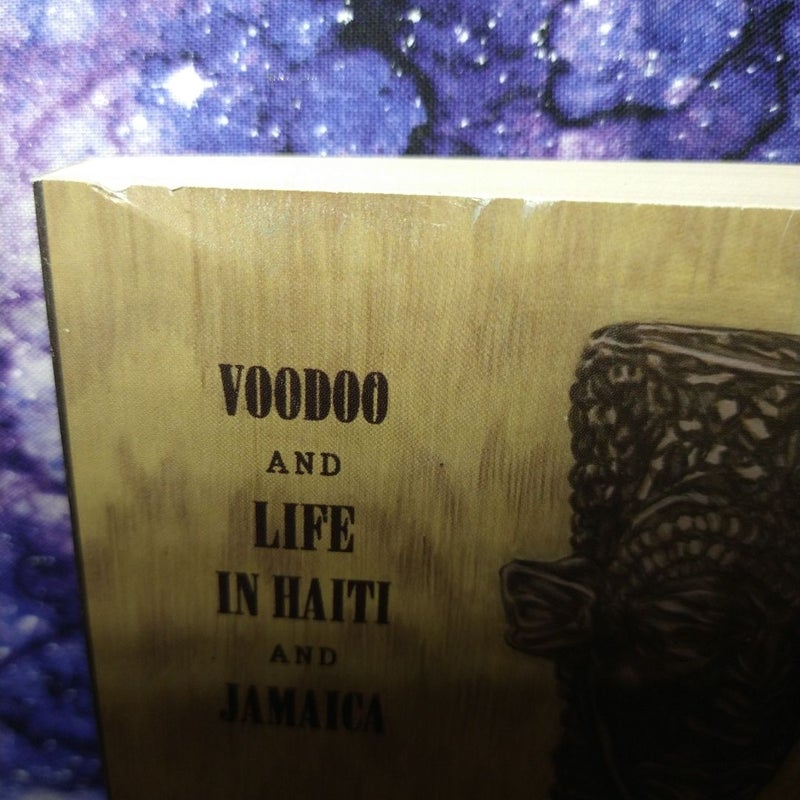 VOODOO
AND
LIFE
IN HAITI
AND
JAMAICA